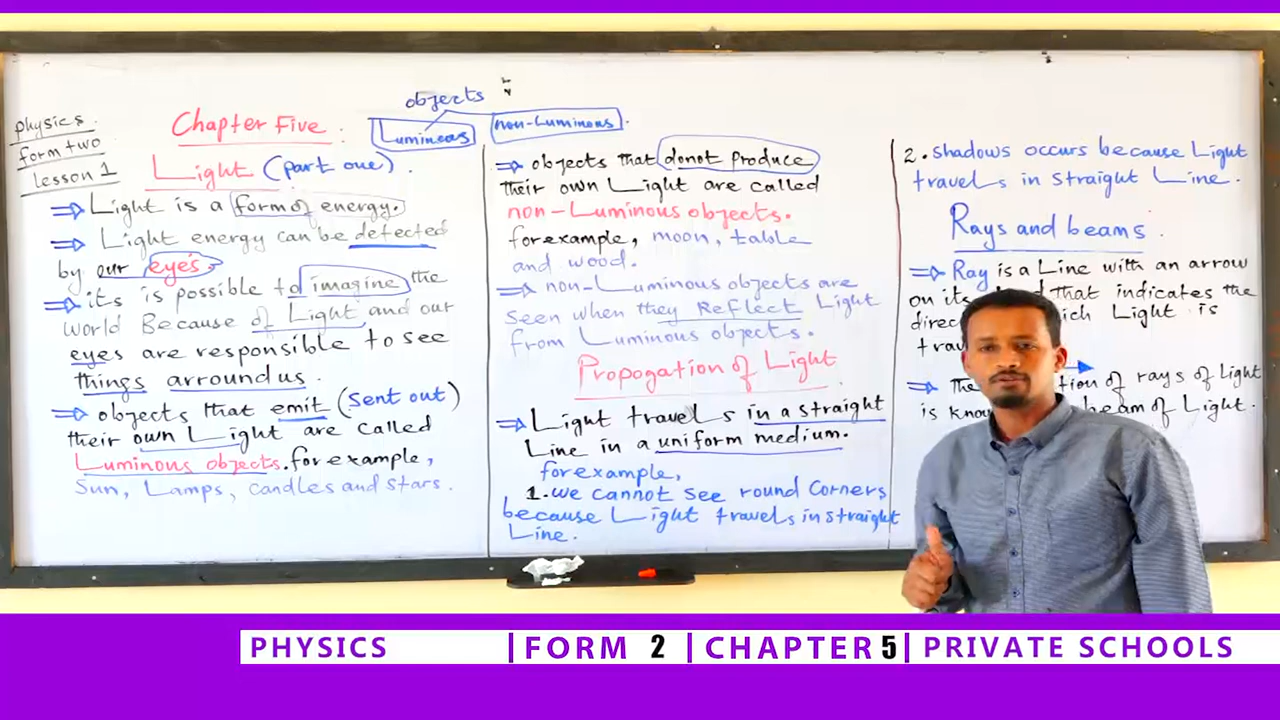 physics
form two
Lesson 1
Chapter Five
Light (part one).
⇒ Light is a form of energy.
⇒ Light energy can be detected
by our eyes.
⇒ its is possible to imagine the
world Because of Light and our
eyes are responsible to see
things arround us.
⇒ objects that emit (sent out)
their own Light are called
Luminous objects. for example,
Sun, Lamps, candles and stars.
objects
Lumineous
non-Luminous.
⇒ objects that donot produce
their own Light are called
non-Luminous objects.
for example, moon, table
and wood.
⇒ non-Luminous objects are
seen when they Reflect Light
from Luminous objects.
Propogation of Light
⇒ Light travels in a straight
Line in a uniform medium.
for example,
1. we cannot see round corners
because Light travels in straight
Line.
2. shadows occurs because Light
travels in straight Line.
Rays and beams.
⇒ Ray is a Line with an arrow
on its that indicates the
Light is
⇒ of rays of Light
is beam of Light.
PHYSICS | FORM 2 | CHAPTER 5 | PRIVATE SCHOOLS